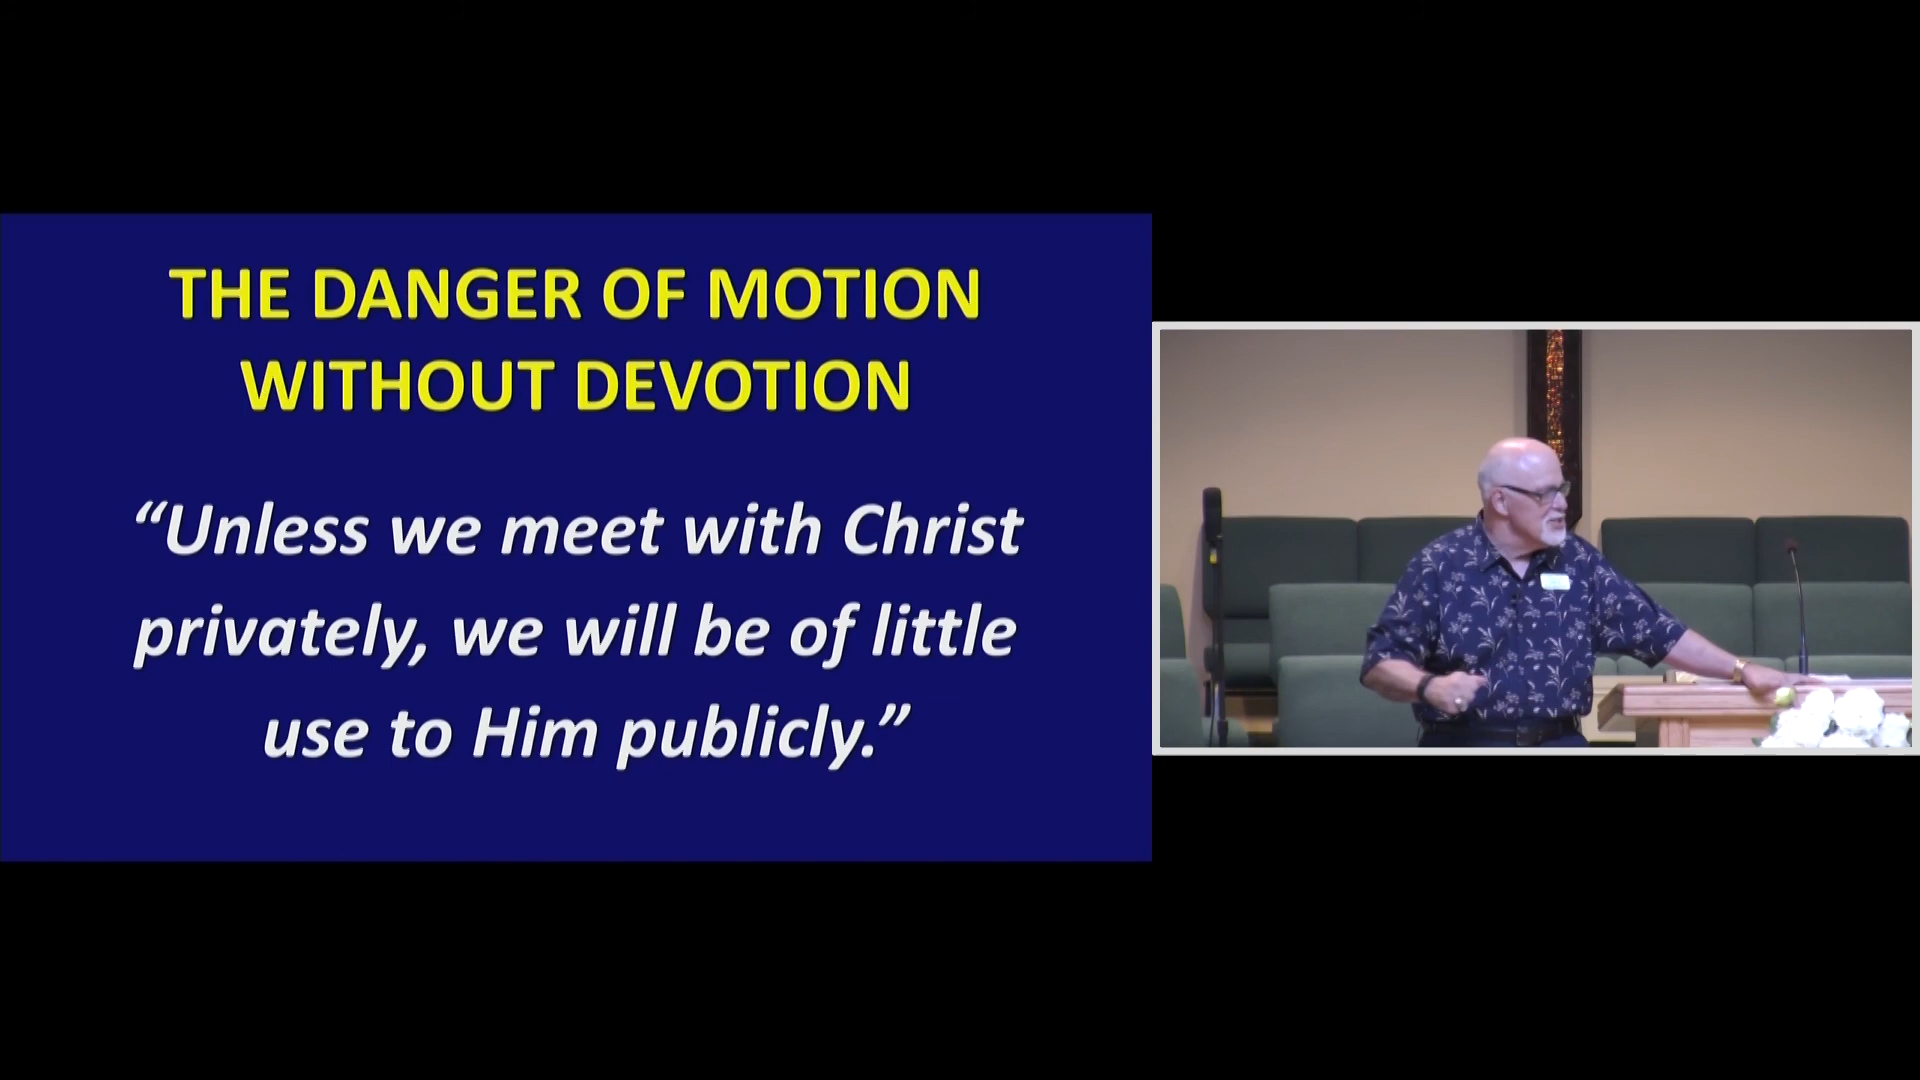 THE DANGER OF MOTION
WITHOUT DEVOTION
“Unless we meet with Christ
privately, we will be of little
use to Him publicly.”